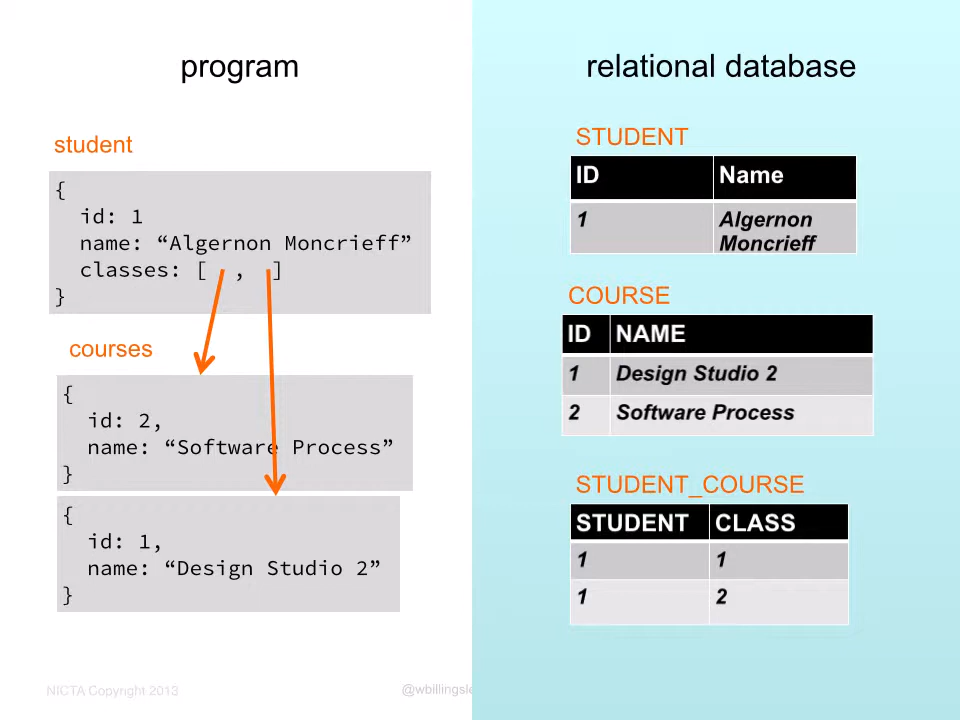 program
student
{
id: 1
name: “Algernon Moncrieff”
classes: [ , ]
}
courses
{
id: 2,
name: “Software Process”
}
{
id: 1,
name: “Design Studio 2”
}
NICTA Copyright 2013
relational database
STUDENT
ID Name
1 Algernon
Moncrieff
COURSE
ID NAME
1 Design Studio 2
2 Software Process
STUDENT_COURSE
STUDENT CLASS
1 1
1 2